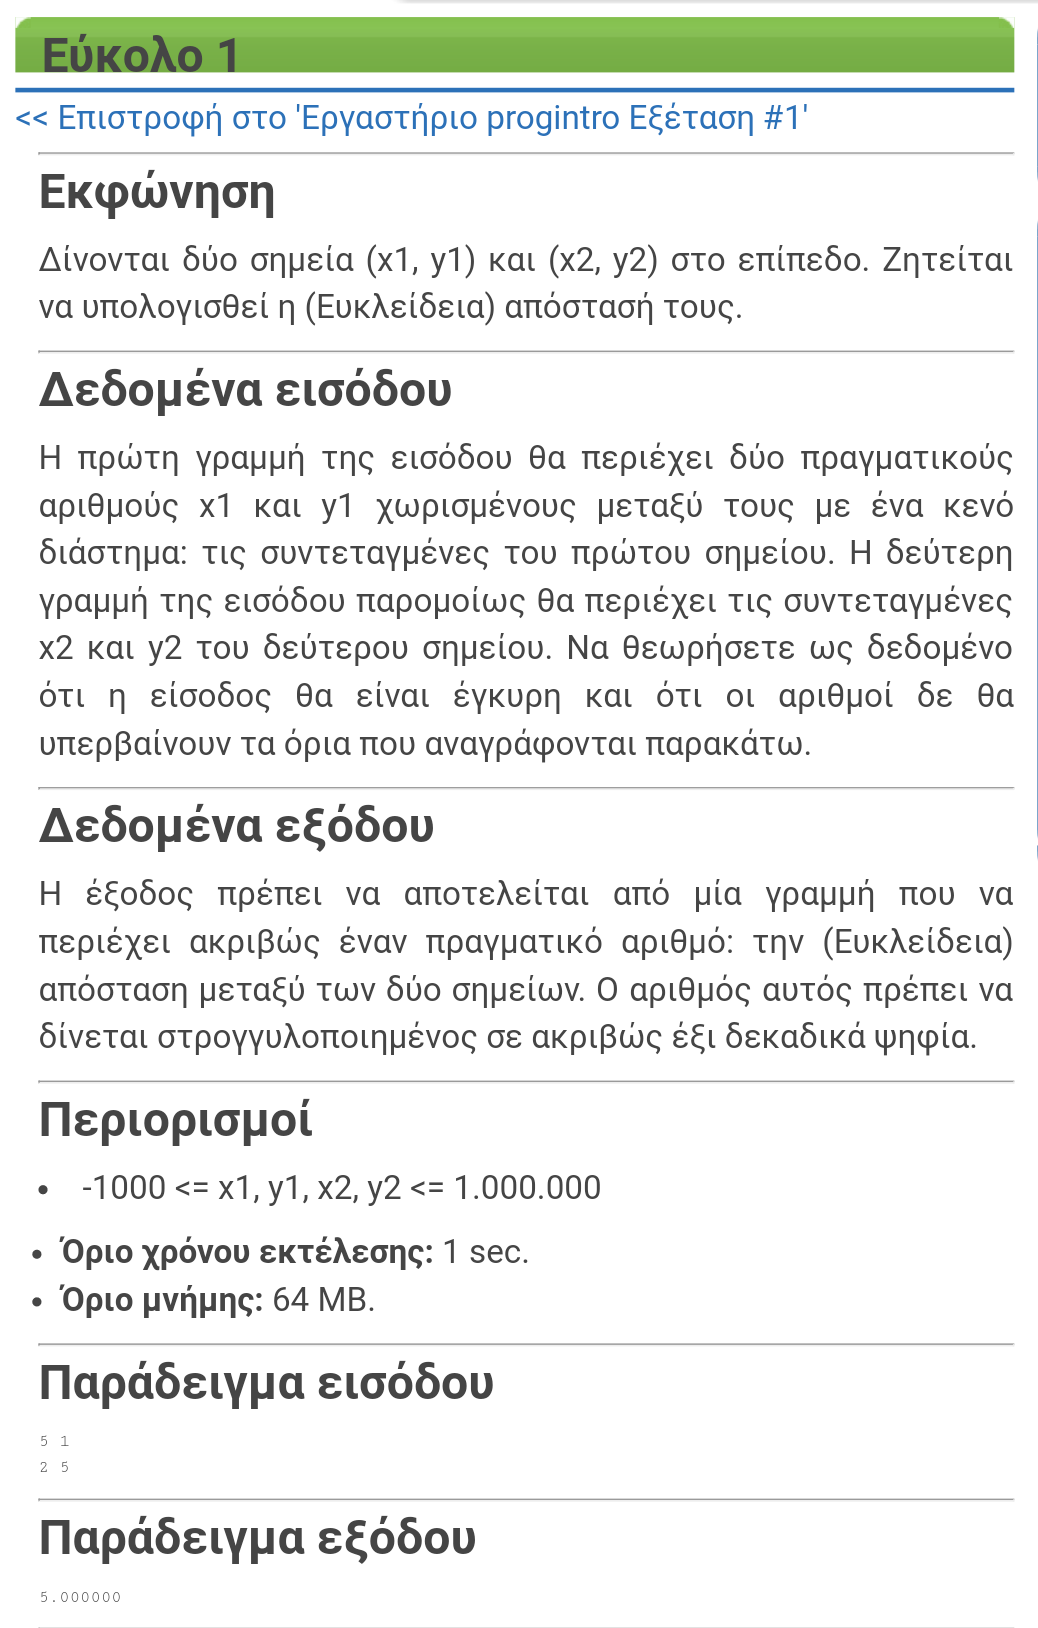 Εύκολο 1
<< Επιστροφή στο 'Εργαστήριο progintro Εξέταση #1'
Εκφώνηση
Δίνονται δύο σημεία (x1, y1) και (x2, y2) στο επίπεδο. Ζητείται
να υπολογισθεί η (Ευκλείδεια) απόστασή τους.
Δεδομένα εισόδου
Η πρώτη γραμμή της εισόδου θα περιέχει δύο πραγματικούς
αριθμούς x1 και y1 χωρισμένους μεταξύ τους με ένα κενό
διάστημα: τις συντεταγμένες του πρώτου σημείου. Η δεύτερη
γραμμή της εισόδου παρομοίως θα περιέχει τις συντεταγμένες
x2 και y2 του δεύτερου σημείου. Να θεωρήσετε ως δεδομένο
ότι η είσοδος θα είναι έγκυρη και ότι οι αριθμοί δε θα
υπερβαίνουν τα όρια που αναγράφονται παρακάτω.
Δεδομένα εξόδου
Η έξοδος πρέπει να αποτελείται από μία γραμμή που να
περιέχει ακριβώς έναν πραγματικό αριθμό: την (Ευκλείδεια)
απόσταση μεταξύ των δύο σημείων. Ο αριθμός αυτός πρέπει να
δίνεται στρογγυλοποιημένος σε ακριβώς έξι δεκαδικά ψηφία.
Περιορισμοί
• -1000 <= x1, y1, x2, y2 <= 1.000.000
• Όριο χρόνου εκτέλεσης: 1 sec.
• Όριο μνήμης: 64 MB.
Παράδειγμα εισόδου
5 1
2 5
Παράδειγμα εξόδου
5.000000